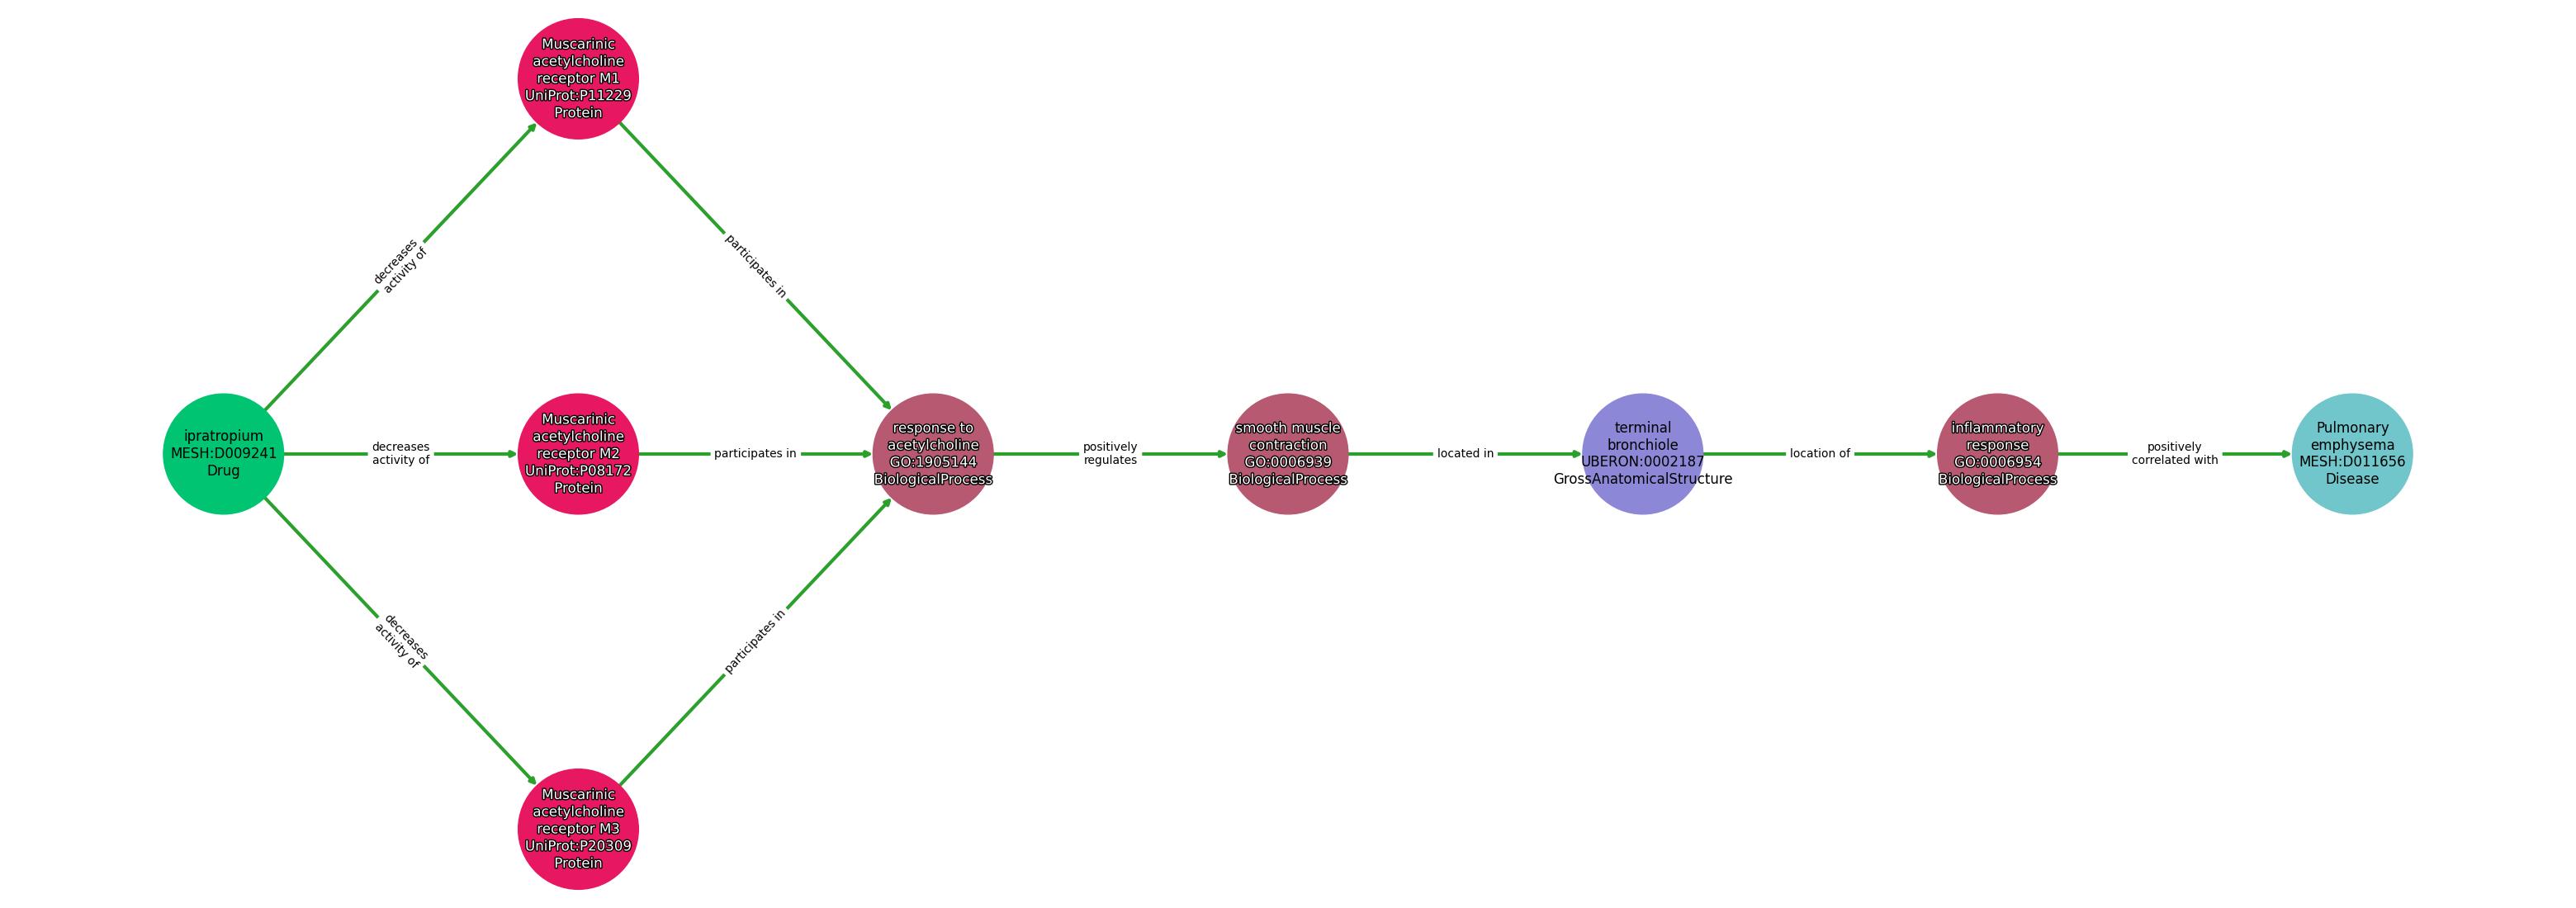 Muscarinic
acetylcholine
receptor M1
UniProt:P11229
Protein
decreases
activity of
participates in
ipratropium
MESH:D009241
Drug
decreases
activity of
Muscarinic
acetylcholine
receptor M2
UniProt:P08172
Protein
participates in
response to
acetylcholine
GO:1905144
BiologicalProcess
positively
regulates
smooth muscle
contraction
GO:0006939
BiologicalProcess
located in
terminal
bronchiole
UBERON:0002187
GrossAnatomicalStructure
location of
inflammatory
response
GO:0006954
BiologicalProcess
positively
correlated with
Pulmonary
emphysema
MESH:D011656
Disease
decreases
activity of
participates in
Muscarinic
acetylcholine
receptor M3
UniProt:P20309
Protein